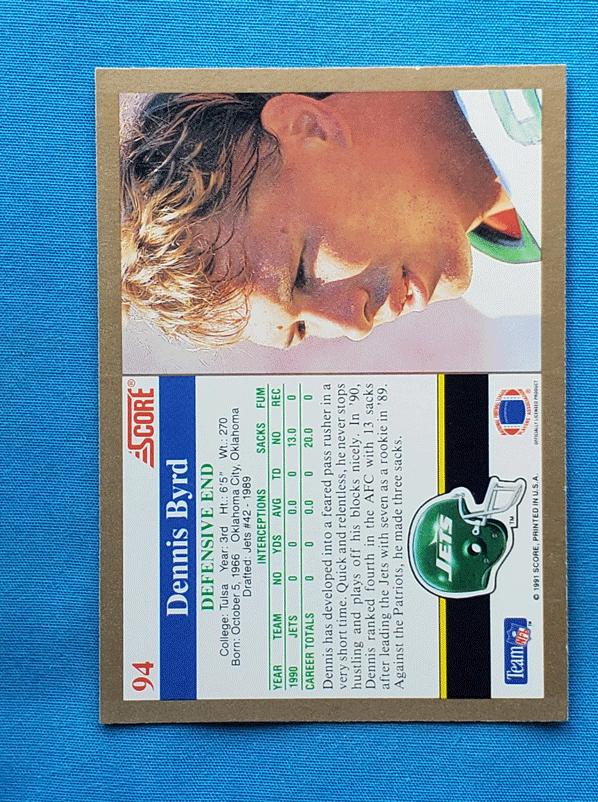 94
SCORE®
Dennis Byrd
DEFENSIVE END
College: Tulsa Year: 3rd Ht.: 6'5" Wt.: 270
Born: October 5, 1966 Oklahoma City, Oklahoma
Drafted: Jets #42 - 1989
INTERCEPTIONS SACKS FUM
YEAR TEAM NO YDS AVG TD NO REC
1990 JETS 0 0 0.0 0 13.0 0
CAREER TOTALS 0 0 0.0 0 20.0 0
Dennis has developed into a feared pass rusher in a
very short time. Quick and relentless, he never stops
hustling and plays off his blocks nicely. In '90,
Dennis ranked fourth in the AFC with 13 sacks
after leading the Jets with seven as a rookie in '89.
Against the Patriots, he made three sacks.
JETS
TM
Team NFL™
OFFICIALLY LICENSED PRODUCT
© 1991 SCORE, PRINTED IN U.S.A.